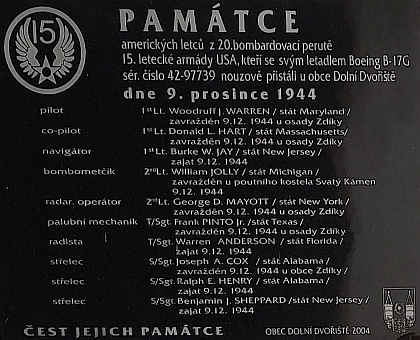 15
PAMÁTCE
amerických letců z 20.bombardovací perutě
15. letecké armády USA, kteří se svým letadlem Boeing B-17G
sér. číslo 42-97739 nouzově přistáli u obce Dolní Dvořiště
dne 9. prosince 1944
pilot 1st Lt. Woodruff J. WARREN / stát Maryland /
zavražděn 9.12. 1944 u osady Zdíky
co-pilot 1st Lt. Donald L. HART / stát Massachusetts/
zavražděn 9.12. 1944 u osady Zdíky
navigátor 1st Lt. Burke W. JAY / stát New Jersey /
zajat 9.12. 1944
bombometčík 2nd Lt. William JOLLY / stát Michigan /
zavražděn u poutního kostela Svatý Kámen
9.12. 1944
radar. operátor 2nd Lt. George D. MAYOTT / stát New York /
zavražděn 9.12. 1944 u osady Zdíky
palubní mechanik T/Sgt. Frank PINTO Jr. / stát Texas /
zavražděn 9.12. 1944 u osady Zdíky
radista T/Sgt. Warren ANDERSON / stát Florida /
zajat 9.12. 1944
střelec S/Sgt. Joseph A. COX / stát Alabama /
zavražděn 9.12. 1944 u obce Zdíky
střelec S/Sgt. Ralph E. HENRY / stát Alabama /
zajat 9.12. 1944
střelec S/Sgt. Benjamin J. SHEPPARD /stát New Jersey /
zajat 9.12. 1944
ČEST JEJICH PAMÁTCE OBEC DOLNÍ DVOŘIŠTĚ 2004